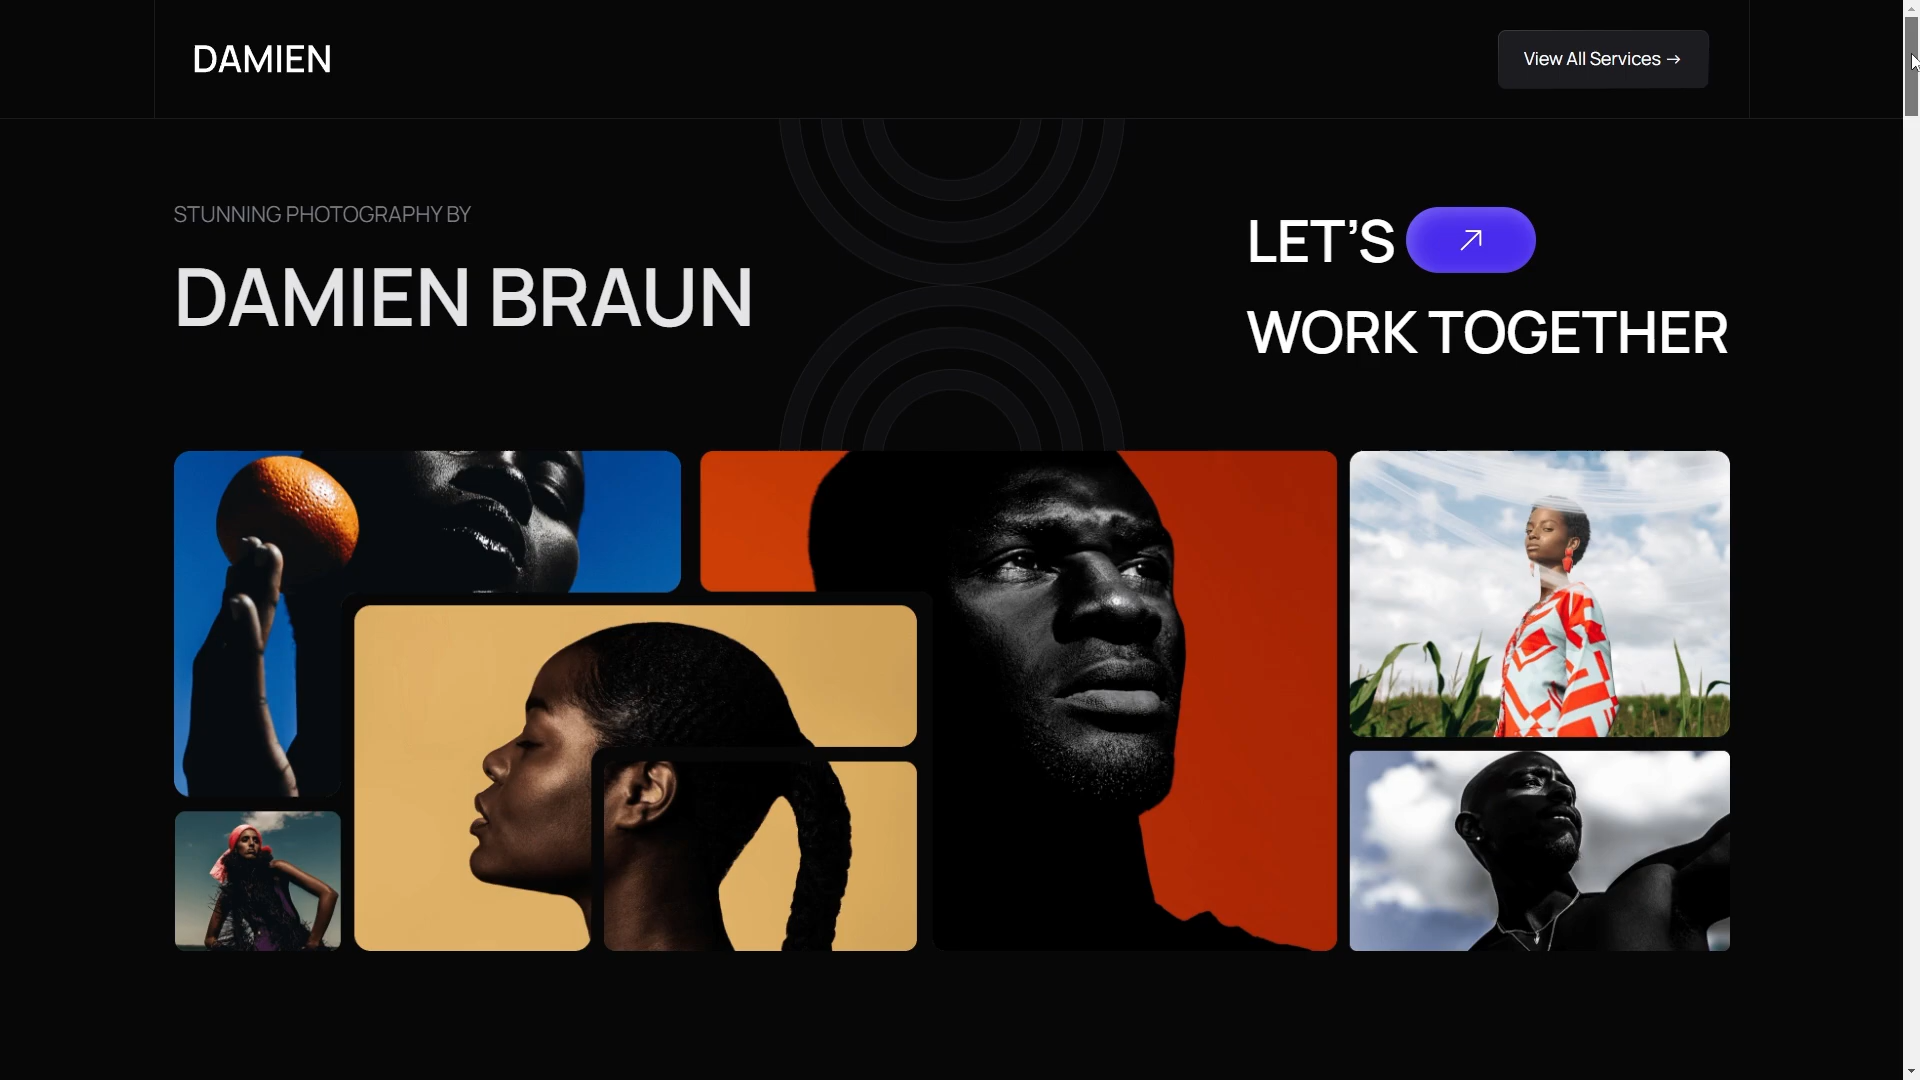 DAMIEN
View All Services →
STUNNING PHOTOGRAPHY BY
DAMIEN BRAUN
LET’S
WORK TOGETHER